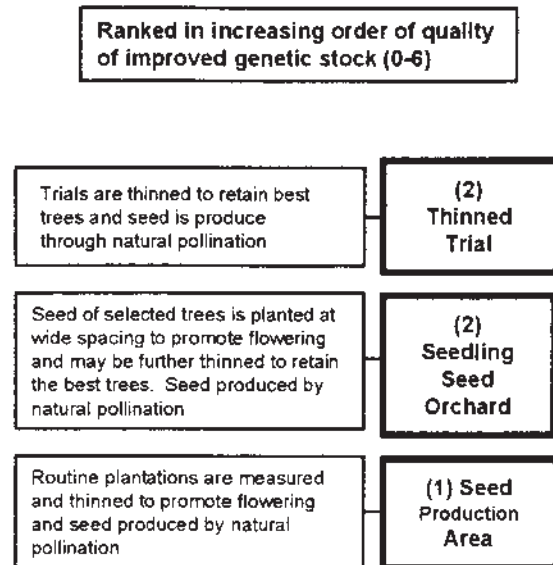 Ranked in increasing order of quality
of improved genetic stock (0-6)
Trials are thinned to retain best
trees and seed is produce
through natural pollination
(2)
Thinned
Trial
Seed of selected trees is planted at
wide spacing to promote flowering
and may be further thinned to retain
the best trees. Seed produced by
natural pollination
(2)
Seedling
Seed
Orchard
Routine plantations are measured
and thinned to promote flowering
and seed produced by natural
pollination
(1) Seed
Production
Area